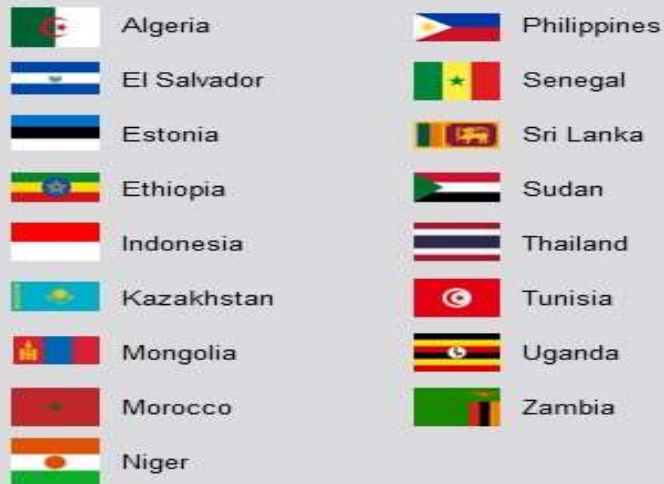 Algeria
El Salvador
Estonia
Ethiopia
Indonesia
Kazakhstan
Mongolia
Morocco
Niger
Philippines
Senegal
Sri Lanka
Sudan
Thailand
Tunisia
Uganda
Zambia